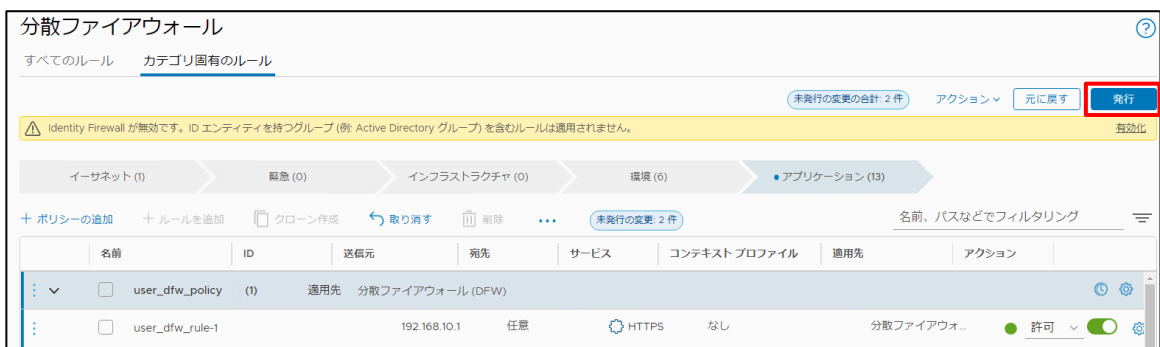 分散ファイアウォール
すべてのルール カテゴリ固有のルール
未発行の変更の合計: 2 件 アクション 元に戻す 発行
Identity Firewall が無効です。ID エンティティを持つグループ (例: Active Directory グループ) を含むルールは適用されません。 有効化
イーサネット (1) 緊急 (0) インフラストラクチャ (0) 環境 (6) アプリケーション (13)
+ ポリシーの追加 + ルールを追加 クローン作成 取り消す 削除 ... 未発行の変更: 2 件 名前、パスなどでフィルタリング
名前 ID 送信元 宛先 サービス コンテキスト プロファイル 適用先 アクション
user_dfw_policy (1) 適用先 分散ファイアウォール (DFW)
user_dfw_rule-1 192.168.10.1 任意 HTTPS なし 分散ファイアウォ... 許可